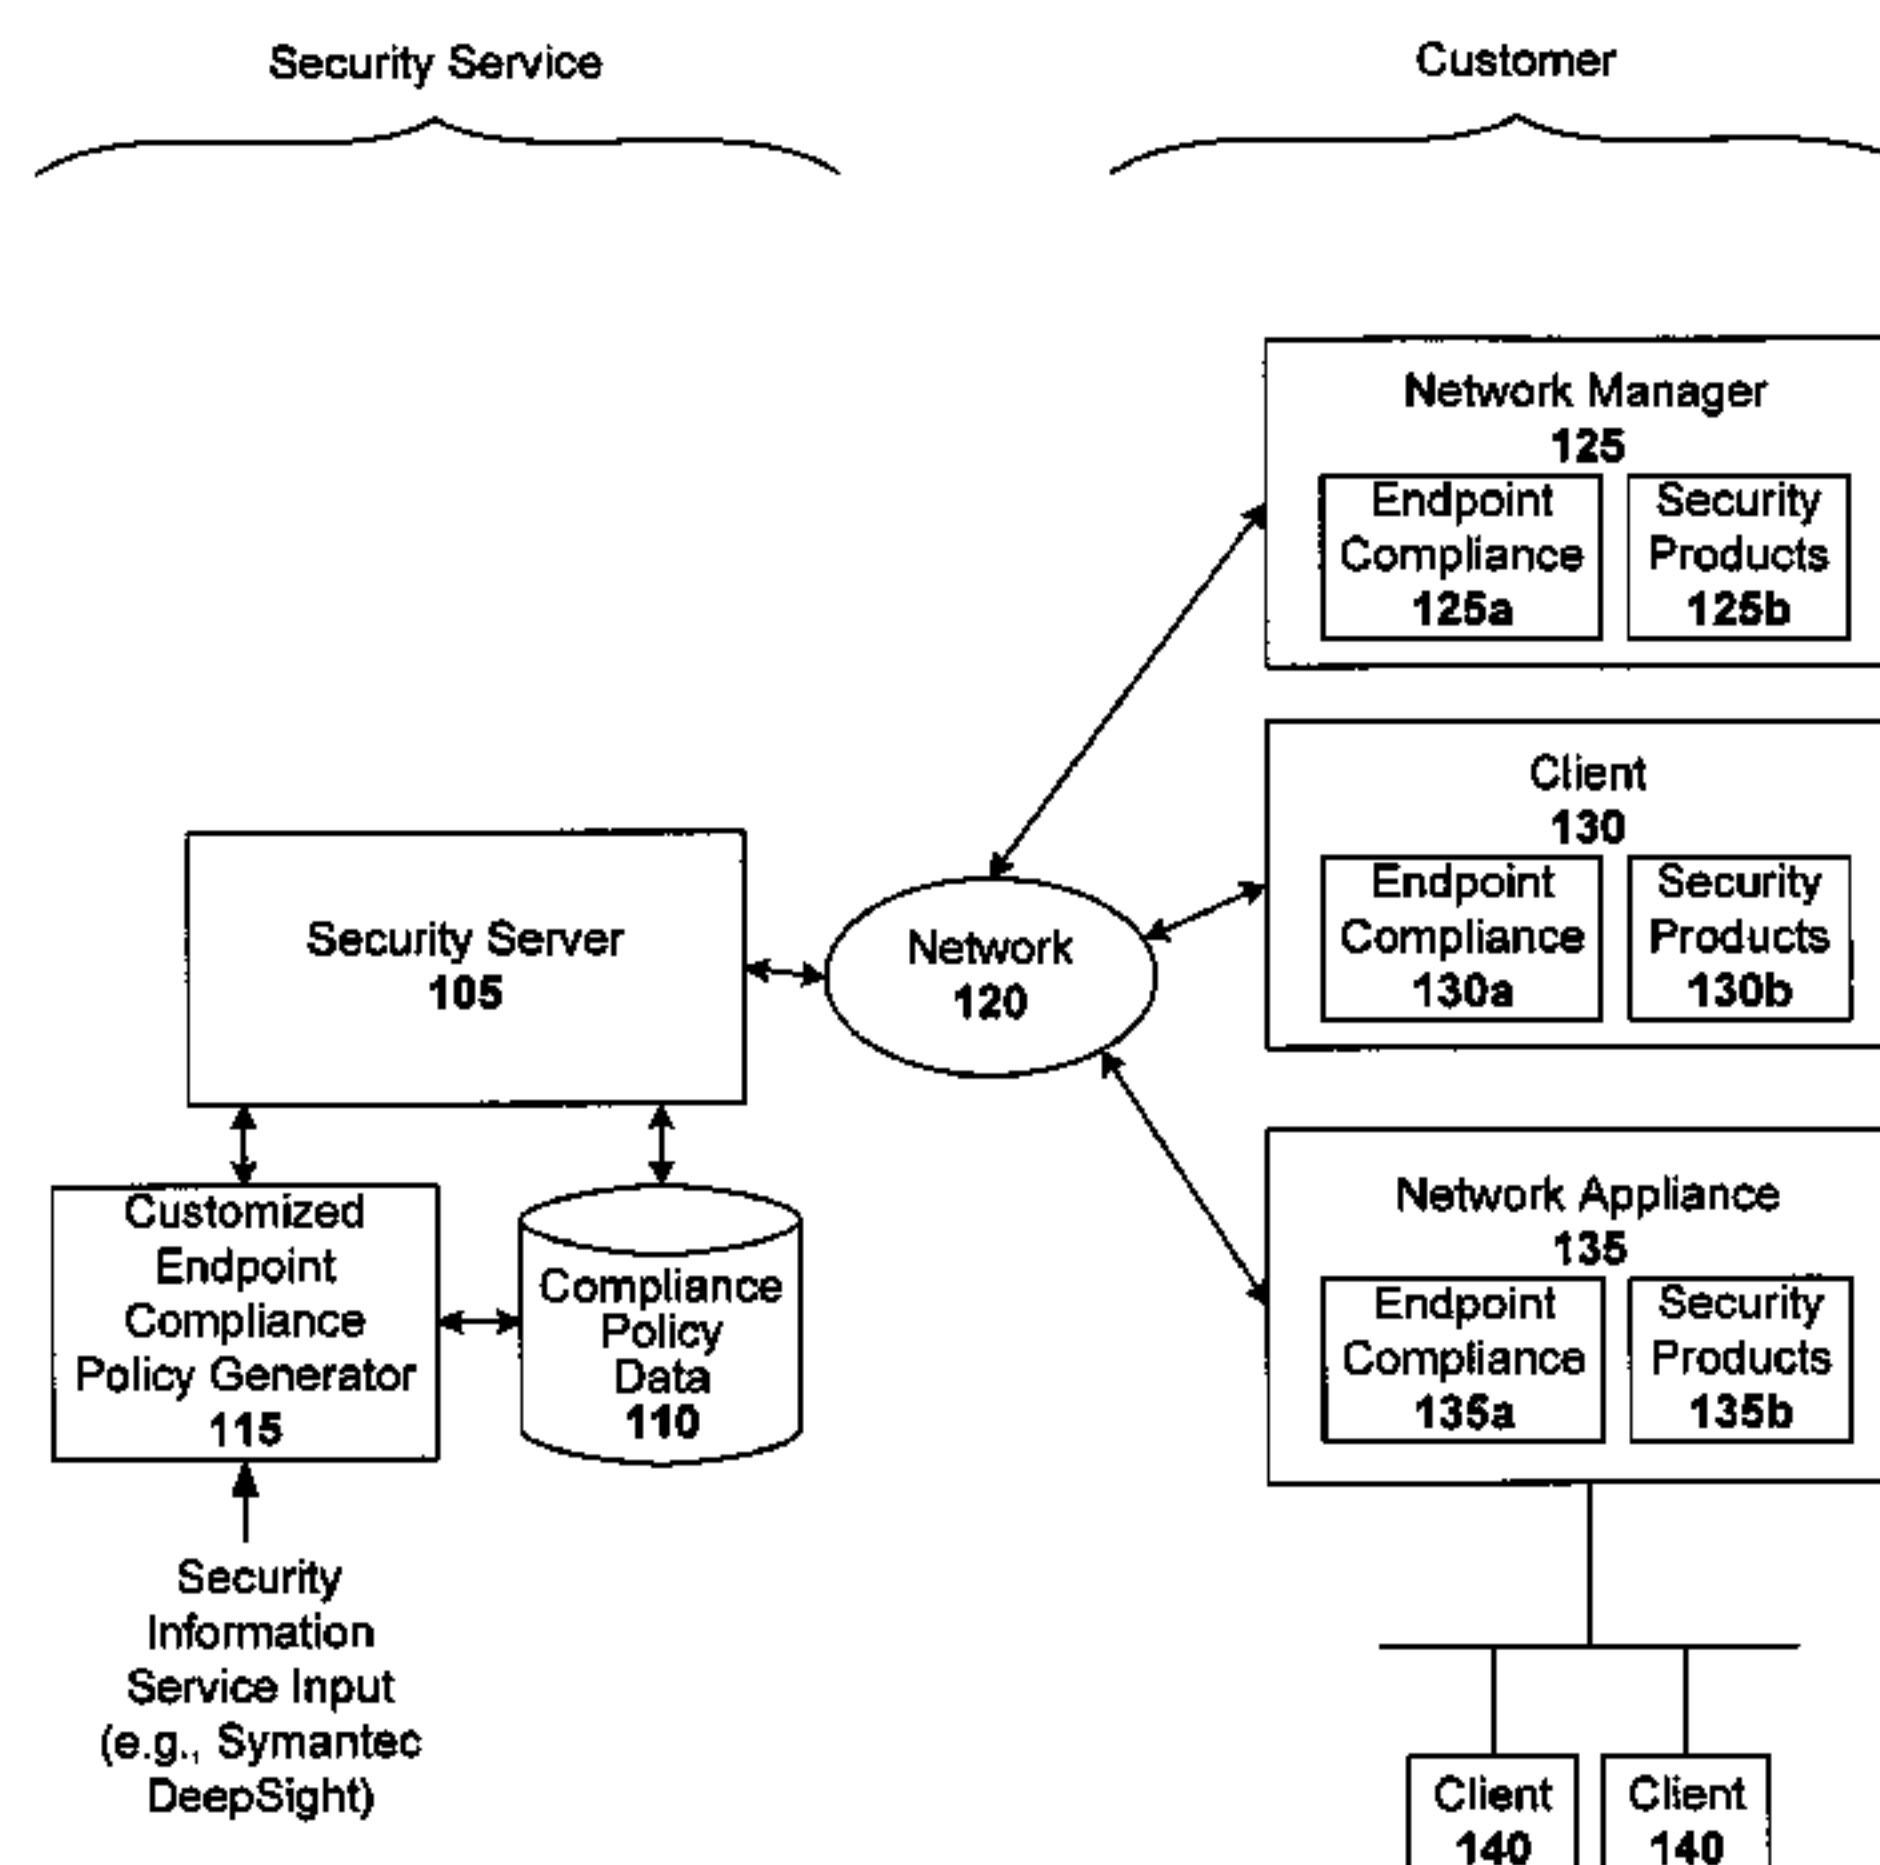 Security Service
Customer
Network Manager
125
Endpoint
Compliance
125a
Security
Products
125b
Client
130
Endpoint
Compliance
130a
Security
Products
130b
Security Server
105
Network
120
Network Appliance
135
Endpoint
Compliance
135a
Security
Products
135b
Customized
Endpoint
Compliance
Policy Generator
115
Compliance
Policy
Data
110
Security
Information
Service Input
(e.g., Symantec
DeepSight)
Client
140
Client
140